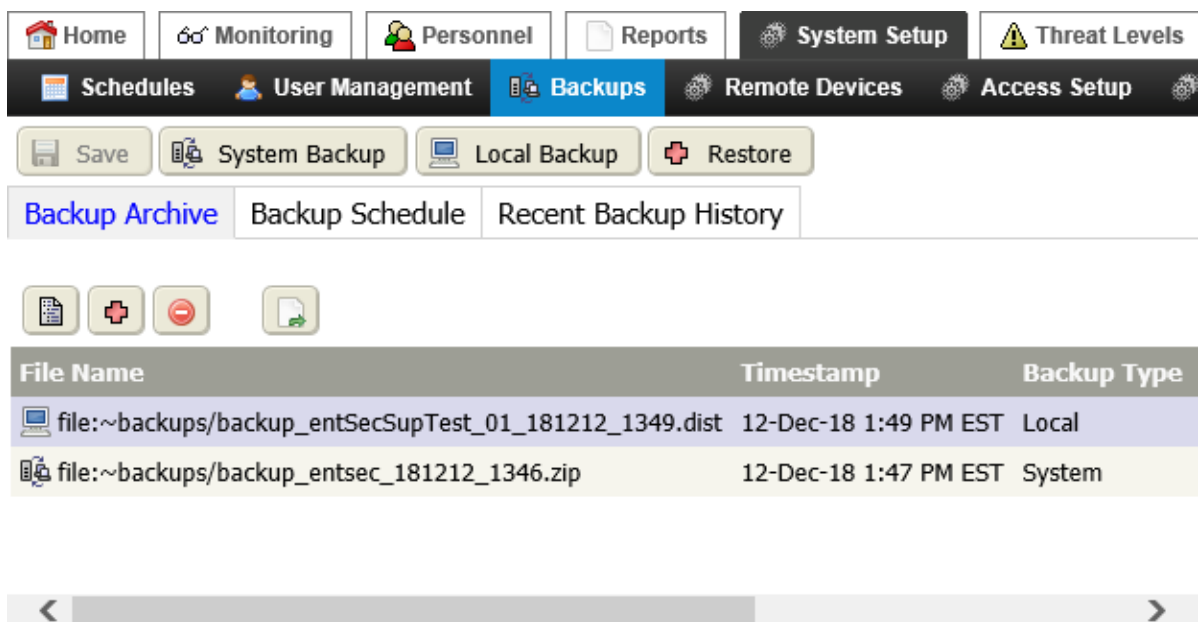 Home Monitoring Personnel Reports System Setup Threat Levels
Schedules User Management Backups Remote Devices Access Setup
Save System Backup Local Backup Restore
Backup Archive Backup Schedule Recent Backup History
File Name Timestamp Backup Type
file:~backups/backup_entSecSupTest_01_181212_1349.dist 12-Dec-18 1:49 PM EST Local
file:~backups/backup_entsec_181212_1346.zip 12-Dec-18 1:47 PM EST System